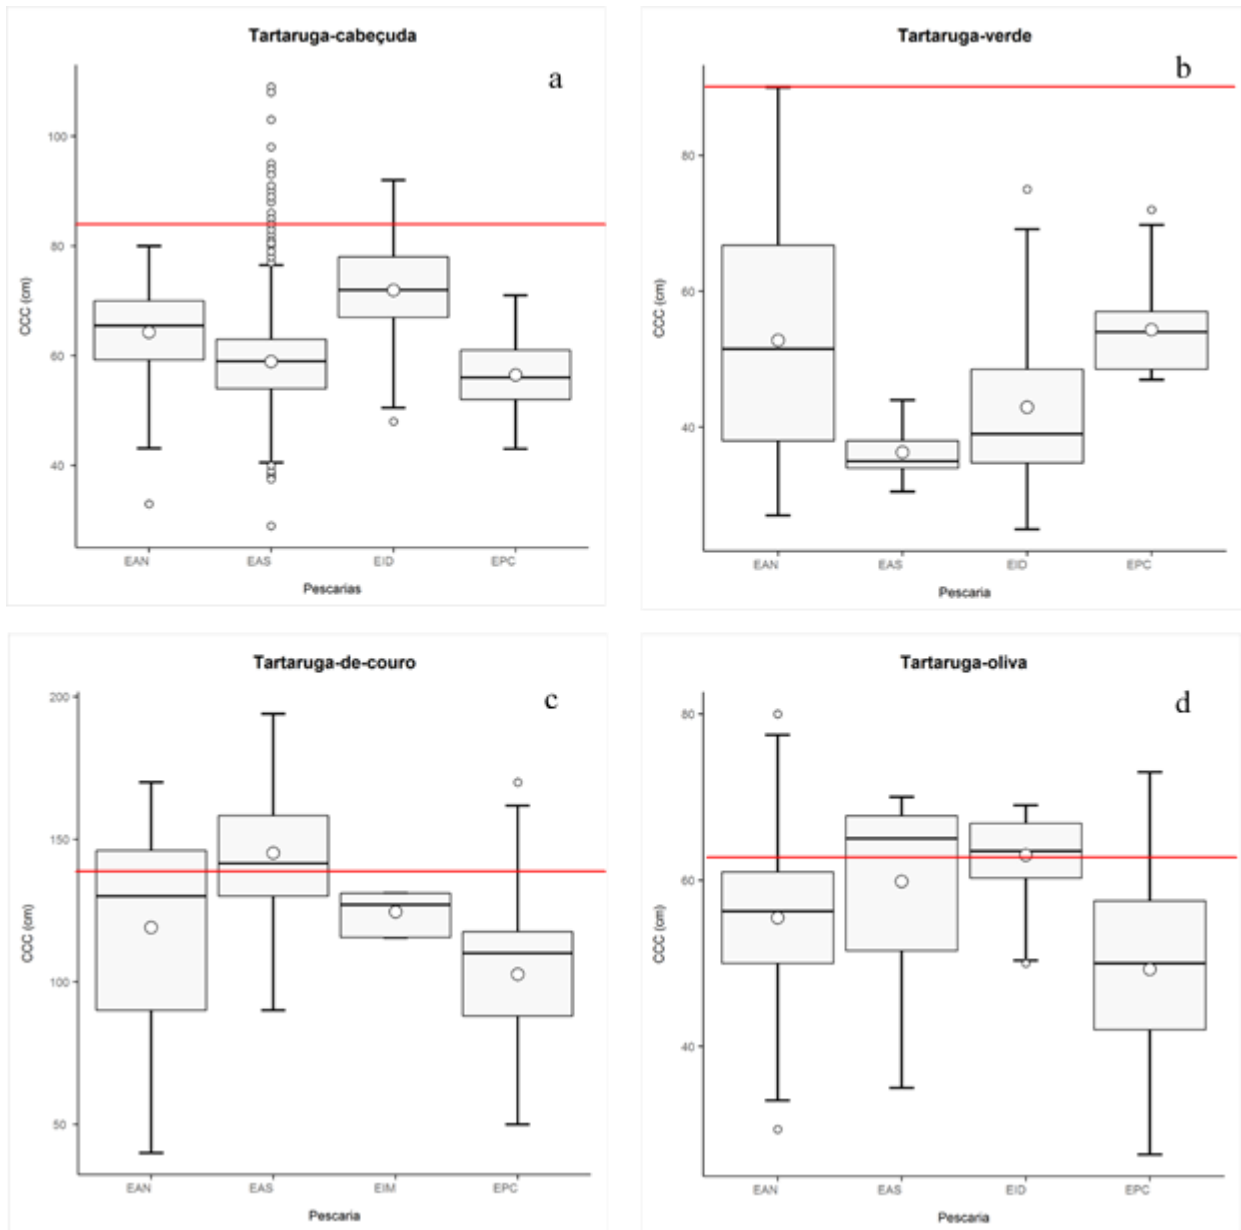 Tartaruga-cabeçuda
a
100
80
60
40
CCC (cm)
EAN EAS EID EPC
Pescarias
Tartaruga-verde
b
80
60
40
CCC (cm)
EAN EAS EID EPC
Pescaria
Tartaruga-de-couro
c
200
150
100
50
CCC (cm)
EAN EAS EIM EPC
Pescaria
Tartaruga-oliva
d
80
60
40
CCC (cm)
EAN EAS EID EPC
Pescaria